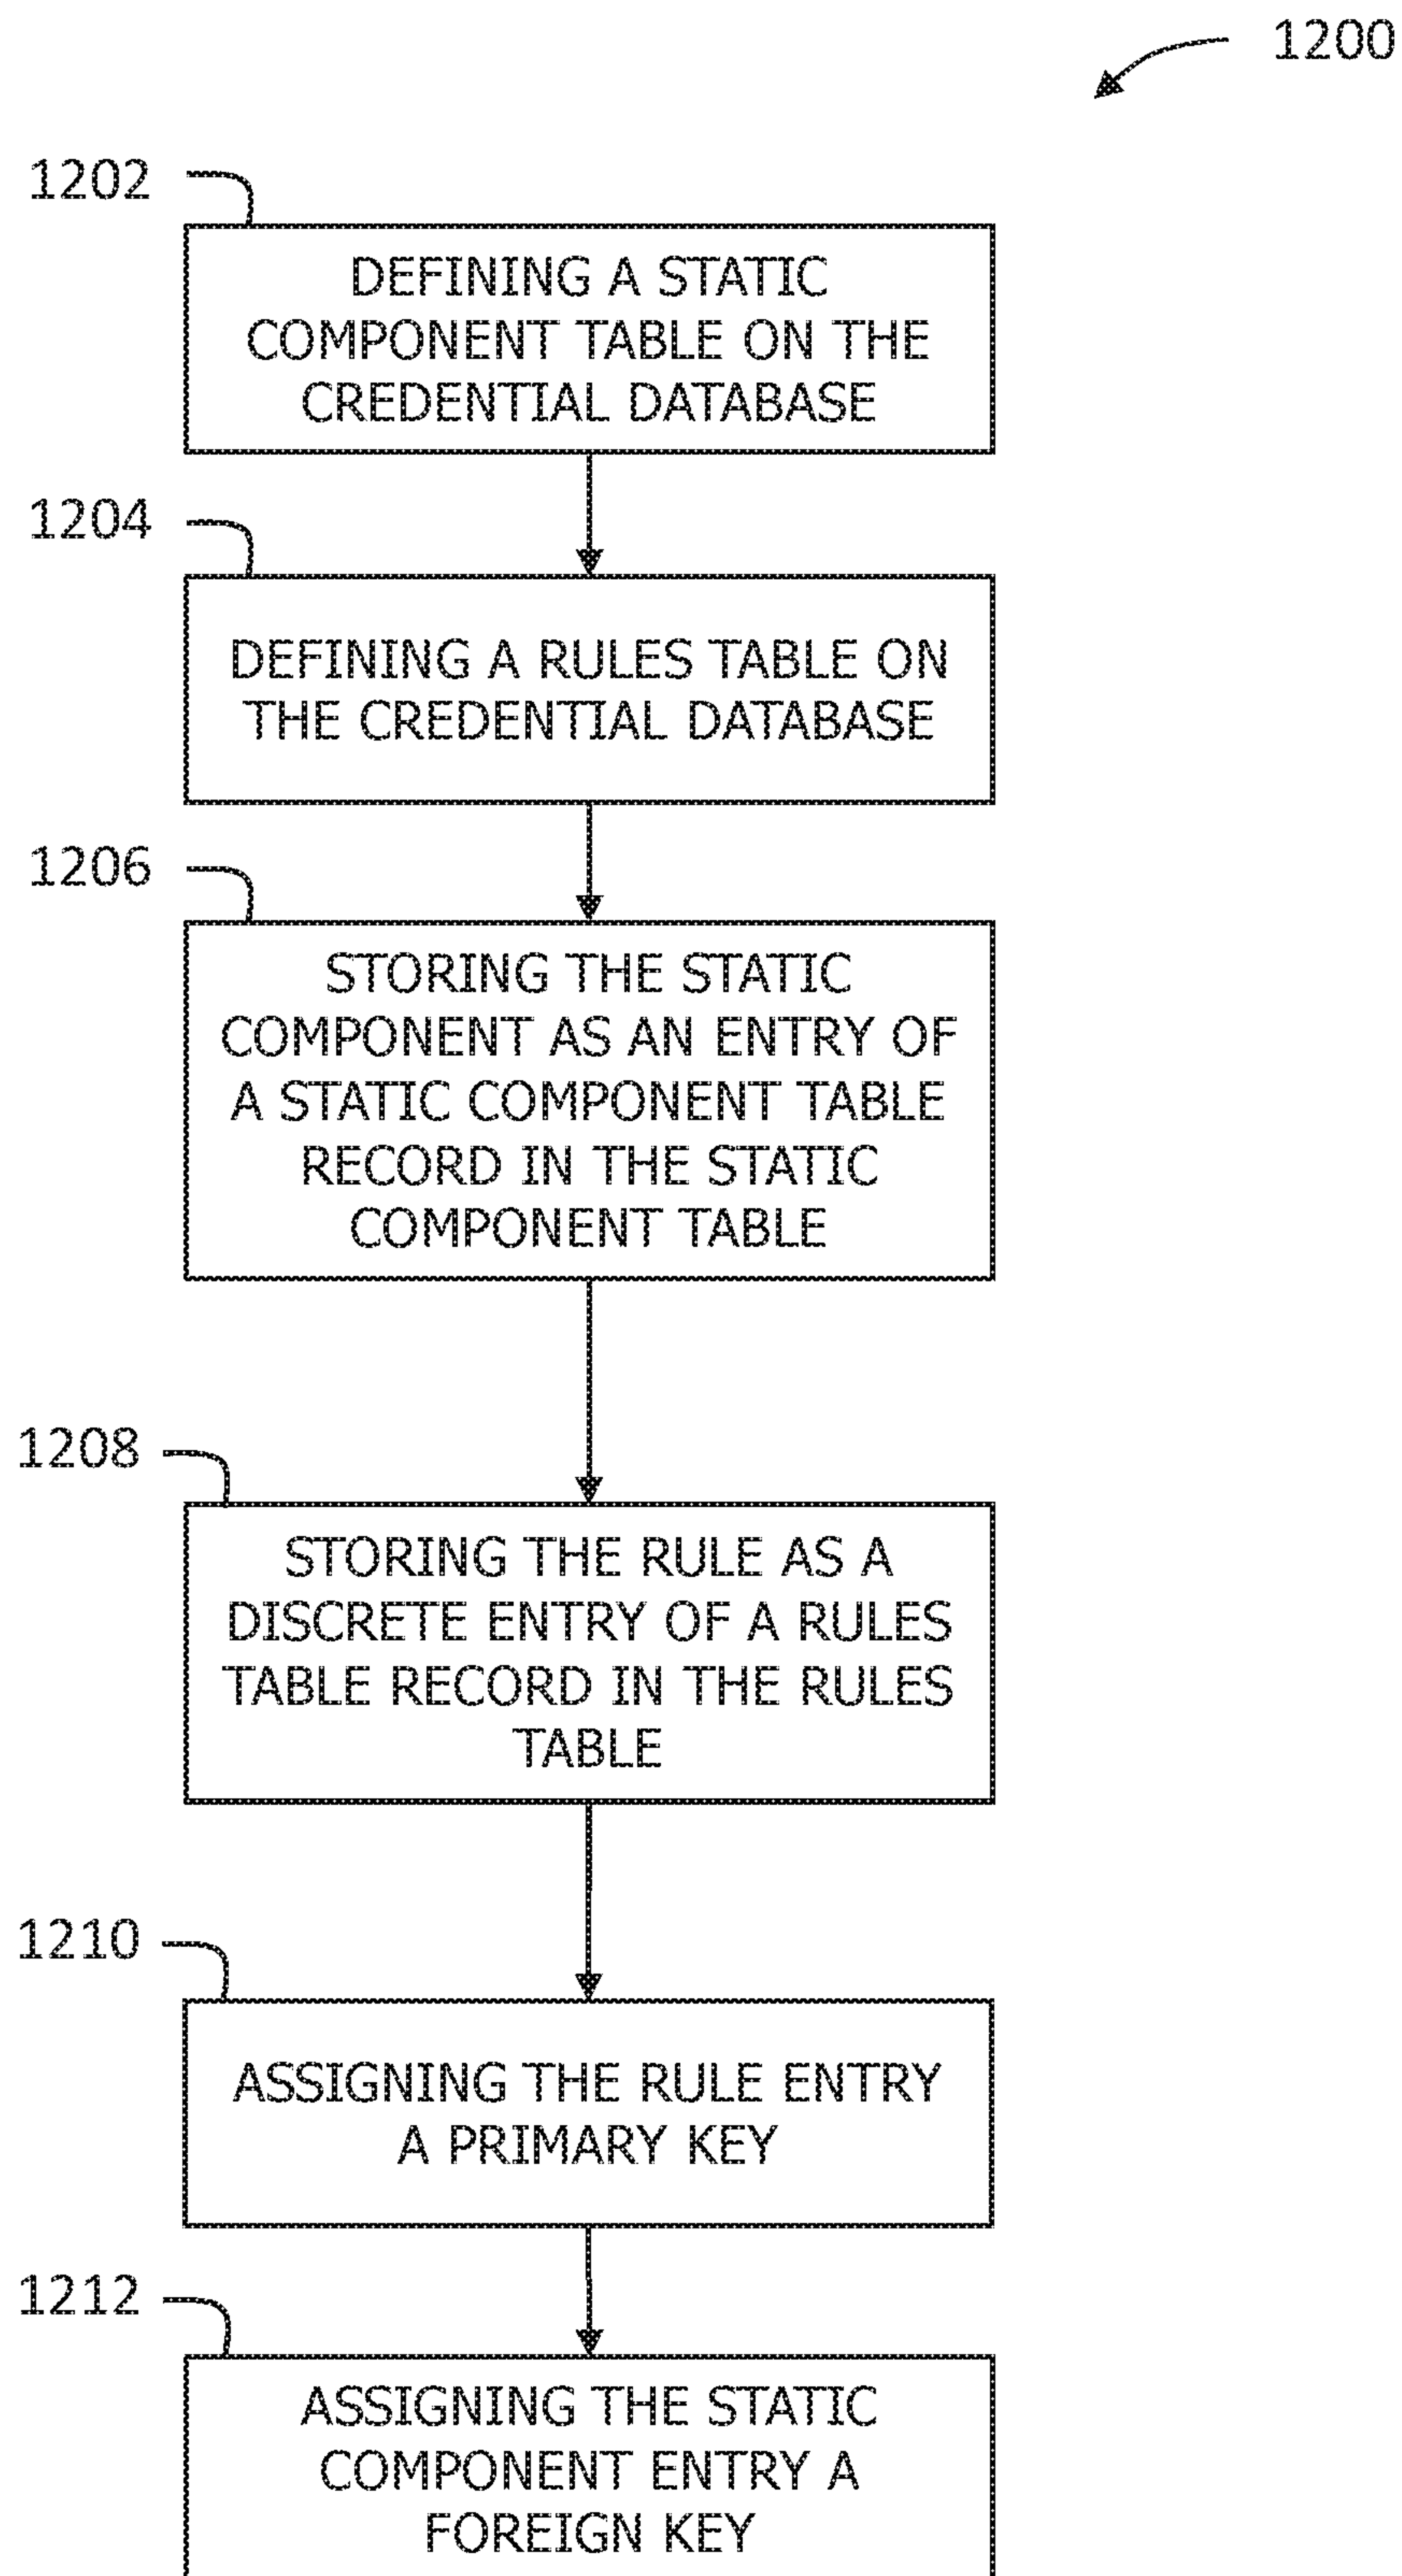 1200
1202
DEFINING A STATIC
COMPONENT TABLE ON THE
CREDENTIAL DATABASE
1204
DEFINING A RULES TABLE ON
THE CREDENTIAL DATABASE
1206
STORING THE STATIC
COMPONENT AS AN ENTRY OF
A STATIC COMPONENT TABLE
RECORD IN THE STATIC
COMPONENT TABLE
1208
STORING THE RULE AS A
DISCRETE ENTRY OF A RULES
TABLE RECORD IN THE RULES
TABLE
1210
ASSIGNING THE RULE ENTRY
A PRIMARY KEY
1212
ASSIGNING THE STATIC
COMPONENT ENTRY A
FOREIGN KEY